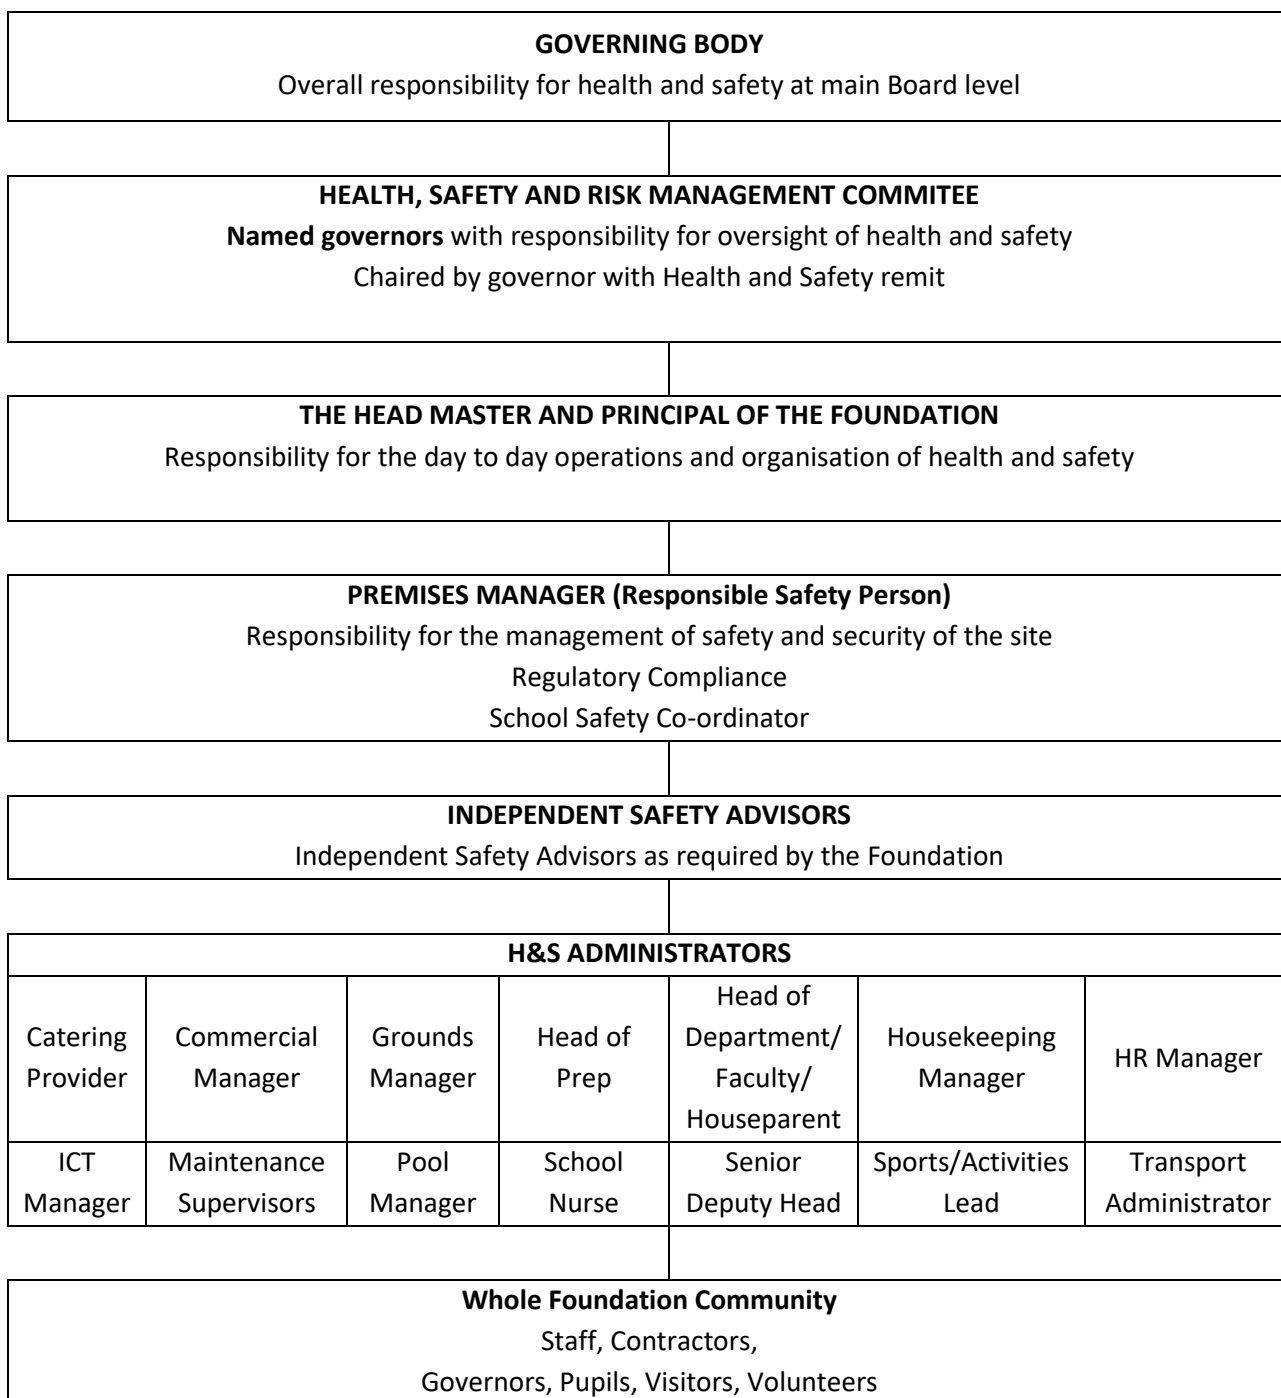 GOVERNING BODY
Overall responsibility for health and safety at main Board level
HEALTH, SAFETY AND RISK MANAGEMENT COMMITEE
Named governors with responsibility for oversight of health and safety
Chaired by governor with Health and Safety remit
THE HEAD MASTER AND PRINCIPAL OF THE FOUNDATION
Responsibility for the day to day operations and organisation of health and safety
PREMISES MANAGER (Responsible Safety Person)
Responsibility for the management of safety and security of the site
Regulatory Compliance
School Safety Co-ordinator
INDEPENDENT SAFETY ADVISORS
Independent Safety Advisors as required by the Foundation
H&S ADMINISTRATORS
Catering
Provider
Commercial
Manager
Grounds
Manager
Head of
Prep
Head of
Department/
Faculty/
Houseparent
Housekeeping
Manager
HR Manager
ICT
Manager
Maintenance
Supervisors
Pool
Manager
School
Nurse
Senior
Deputy Head
Sports/Activities
Lead
Transport
Administrator
Whole Foundation Community
Staff, Contractors,
Governors, Pupils, Visitors, Volunteers